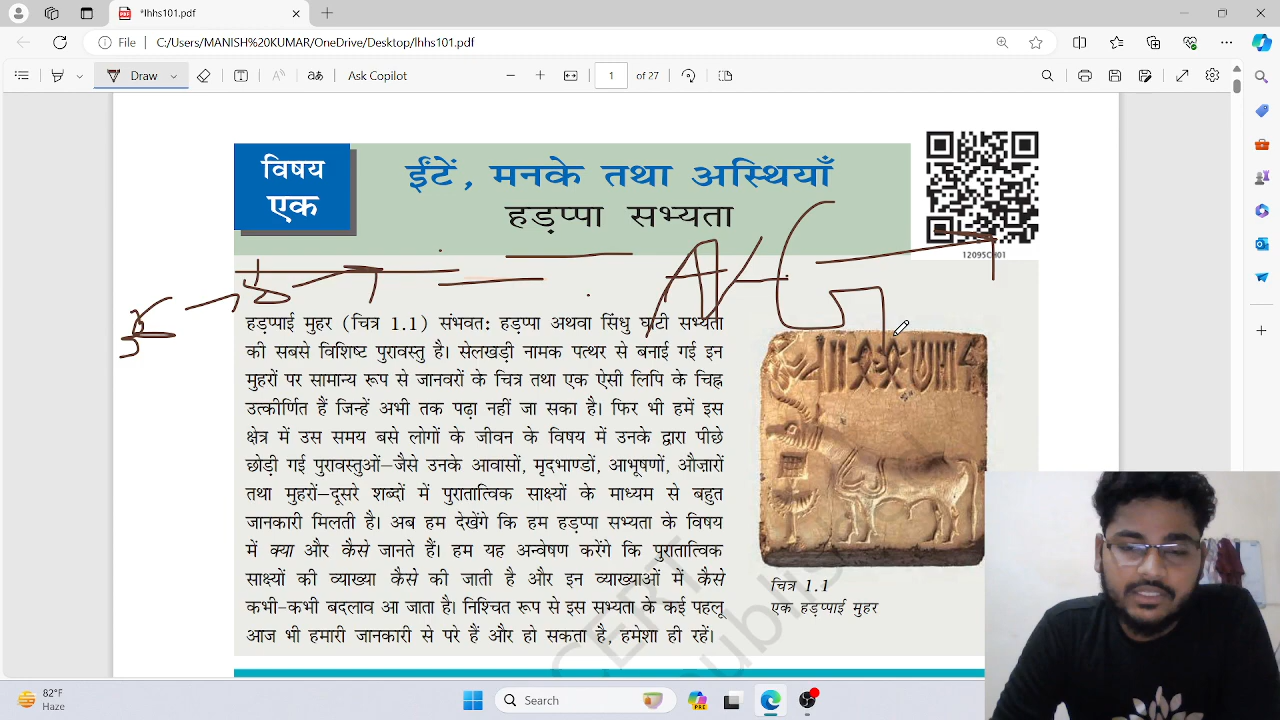 *lhhs101.pdf
File C:/Users/MANISH%20KUMAR/OneDrive/Desktop/lhhs101.pdf
Draw Ask Copilot 1 of 27
विषय
एक
ईंटें, मनके तथा अस्थियाँ
हड़प्पा सभ्यता
12095CH01
हड़प्पाई मुहर (चित्र 1.1) संभवत: हड़प्पा अथवा सिंधु घाटी सभ्यता
की सबसे विशिष्ट पुरावस्तु है। सेलखड़ी नामक पत्थर से बनाई गई इन
मुहरों पर सामान्य रूप से जानवरों के चित्र तथा एक ऐसी लिपि के चिह्न
उत्कीर्णित हैं जिन्हें अभी तक पढ़ा नहीं जा सका है। फिर भी हमें इस
क्षेत्र में उस समय बसे लोगों के जीवन के विषय में उनके द्वारा पीछे
छोड़ी गई पुरावस्तुओं–जैसे उनके आवासों, मृदभाण्डों, आभूषणों, औज़ारों
तथा मुहरों–दूसरे शब्दों में पुरातात्विक साक्ष्यों के माध्यम से बहुत
जानकारी मिलती है। अब हम देखेंगे कि हम हड़प्पा सभ्यता के विषय
में क्या और कैसे जानते हैं। हम यह अन्वेषण करेंगे कि पुरातात्विक
साक्ष्यों की व्याख्या कैसे की जाती है और इन व्याख्याओं में कैसे
कभी-कभी बदलाव आ जाता है। निश्चित रूप से इस सभ्यता के कई पहलू
आज भी हमारी जानकारी से परे हैं और हो सकता है, हमेशा ही रहें।
चित्र 1.1
एक हड़प्पाई मुहर
82°F
Haze
Search
PRE